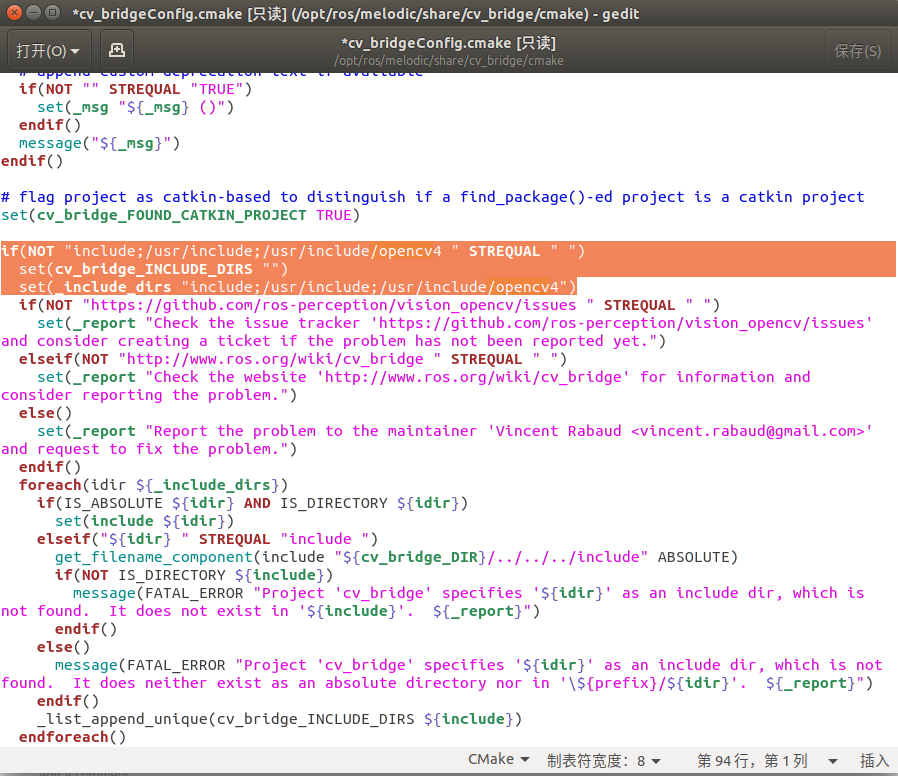 *cv_bridgeConfig.cmake [只读] (/opt/ros/melodic/share/cv_bridge/cmake) - gedit
打开(O)
*cv_bridgeConfig.cmake [只读]
/opt/ros/melodic/share/cv_bridge/cmake
保存(S)
# append custom deprecation text if available
if(NOT "" STREQUAL "TRUE")
set(_msg "${_msg} ()")
endif()
message("${_msg}")
endif()
# flag project as catkin-based to distinguish if a find_package()-ed project is a catkin project
set(cv_bridge_FOUND_CATKIN_PROJECT TRUE)
if(NOT "include;/usr/include;/usr/include/opencv4 " STREQUAL " ")
set(cv_bridge_INCLUDE_DIRS "")
set(_include_dirs "include;/usr/include;/usr/include/opencv4")
if(NOT "https://github.com/ros-perception/vision_opencv/issues " STREQUAL " ")
set(_report "Check the issue tracker 'https://github.com/ros-perception/vision_opencv/issues'
and consider creating a ticket if the problem has not been reported yet.")
elseif(NOT "http://www.ros.org/wiki/cv_bridge " STREQUAL " ")
set(_report "Check the website 'http://www.ros.org/wiki/cv_bridge' for information and
consider reporting the problem.")
else()
set(_report "Report the problem to the maintainer 'Vincent Rabaud <vincent.rabaud@gmail.com>'
and request to fix the problem.")
endif()
foreach(idir ${_include_dirs})
if(IS_ABSOLUTE ${idir} AND IS_DIRECTORY ${idir})
set(include ${idir})
elseif("${idir} " STREQUAL "include ")
get_filename_component(include "${cv_bridge_DIR}/../../../include" ABSOLUTE)
if(NOT IS_DIRECTORY ${include})
message(FATAL_ERROR "Project 'cv_bridge' specifies '${idir}' as an include dir, which is
not found.  It does not exist in '${include}'.  ${_report}")
endif()
else()
message(FATAL_ERROR "Project 'cv_bridge' specifies '${idir}' as an include dir, which is not
found.  It does neither exist as an absolute directory nor in '\${prefix}/${idir}'.  ${_report}")
endif()
_list_append_unique(cv_bridge_INCLUDE_DIRS ${include})
endforeach()
CMake 制表符宽度：8 第 94 行，第 1 列 插入